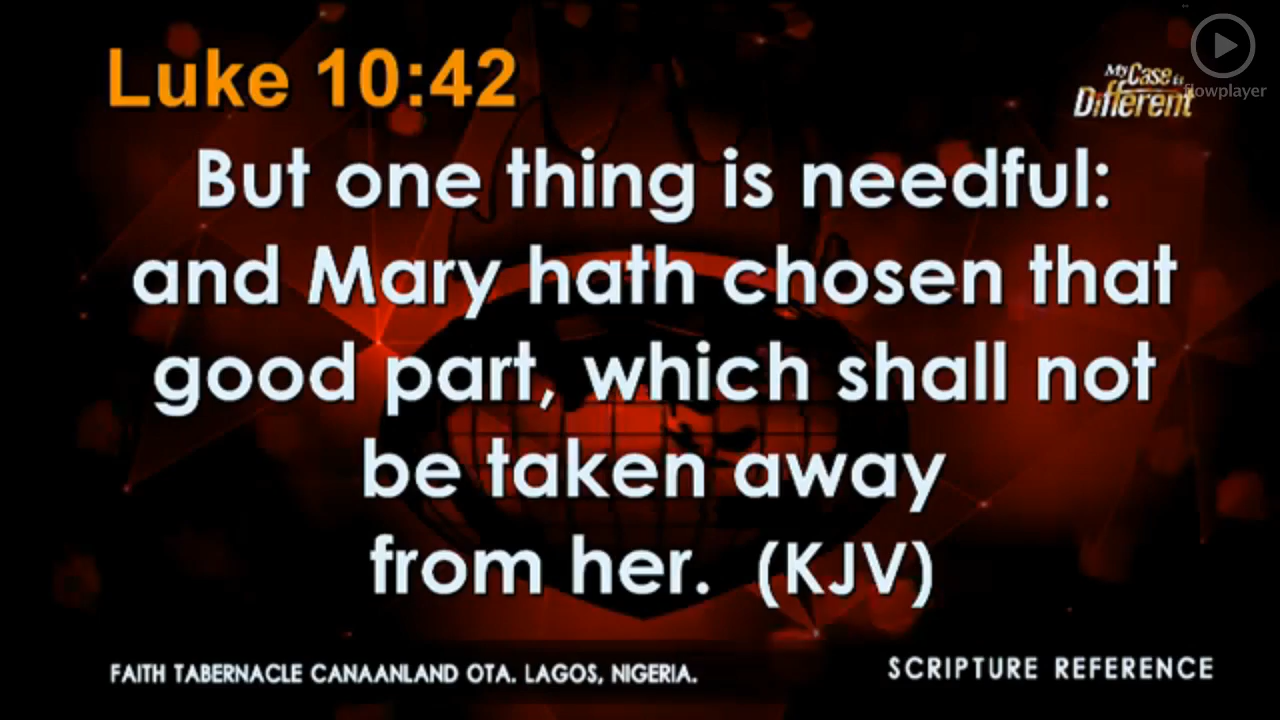 Luke 10:42
My Case is
Different
flowplayer
But one thing is needful:
and Mary hath chosen that
good part, which shall not
be taken away
from her. (KJV)
FAITH TABERNACLE CANAANLAND OTA. LAGOS, NIGERIA.
SCRIPTURE REFERENCE